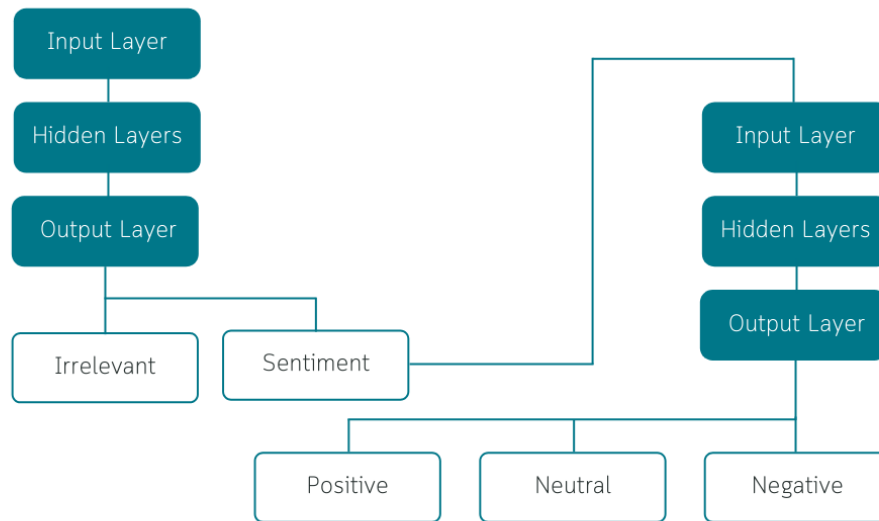 Input Layer
Hidden Layers
Output Layer
Irrelevant
Sentiment
Input Layer
Hidden Layers
Output Layer
Positive
Neutral
Negative